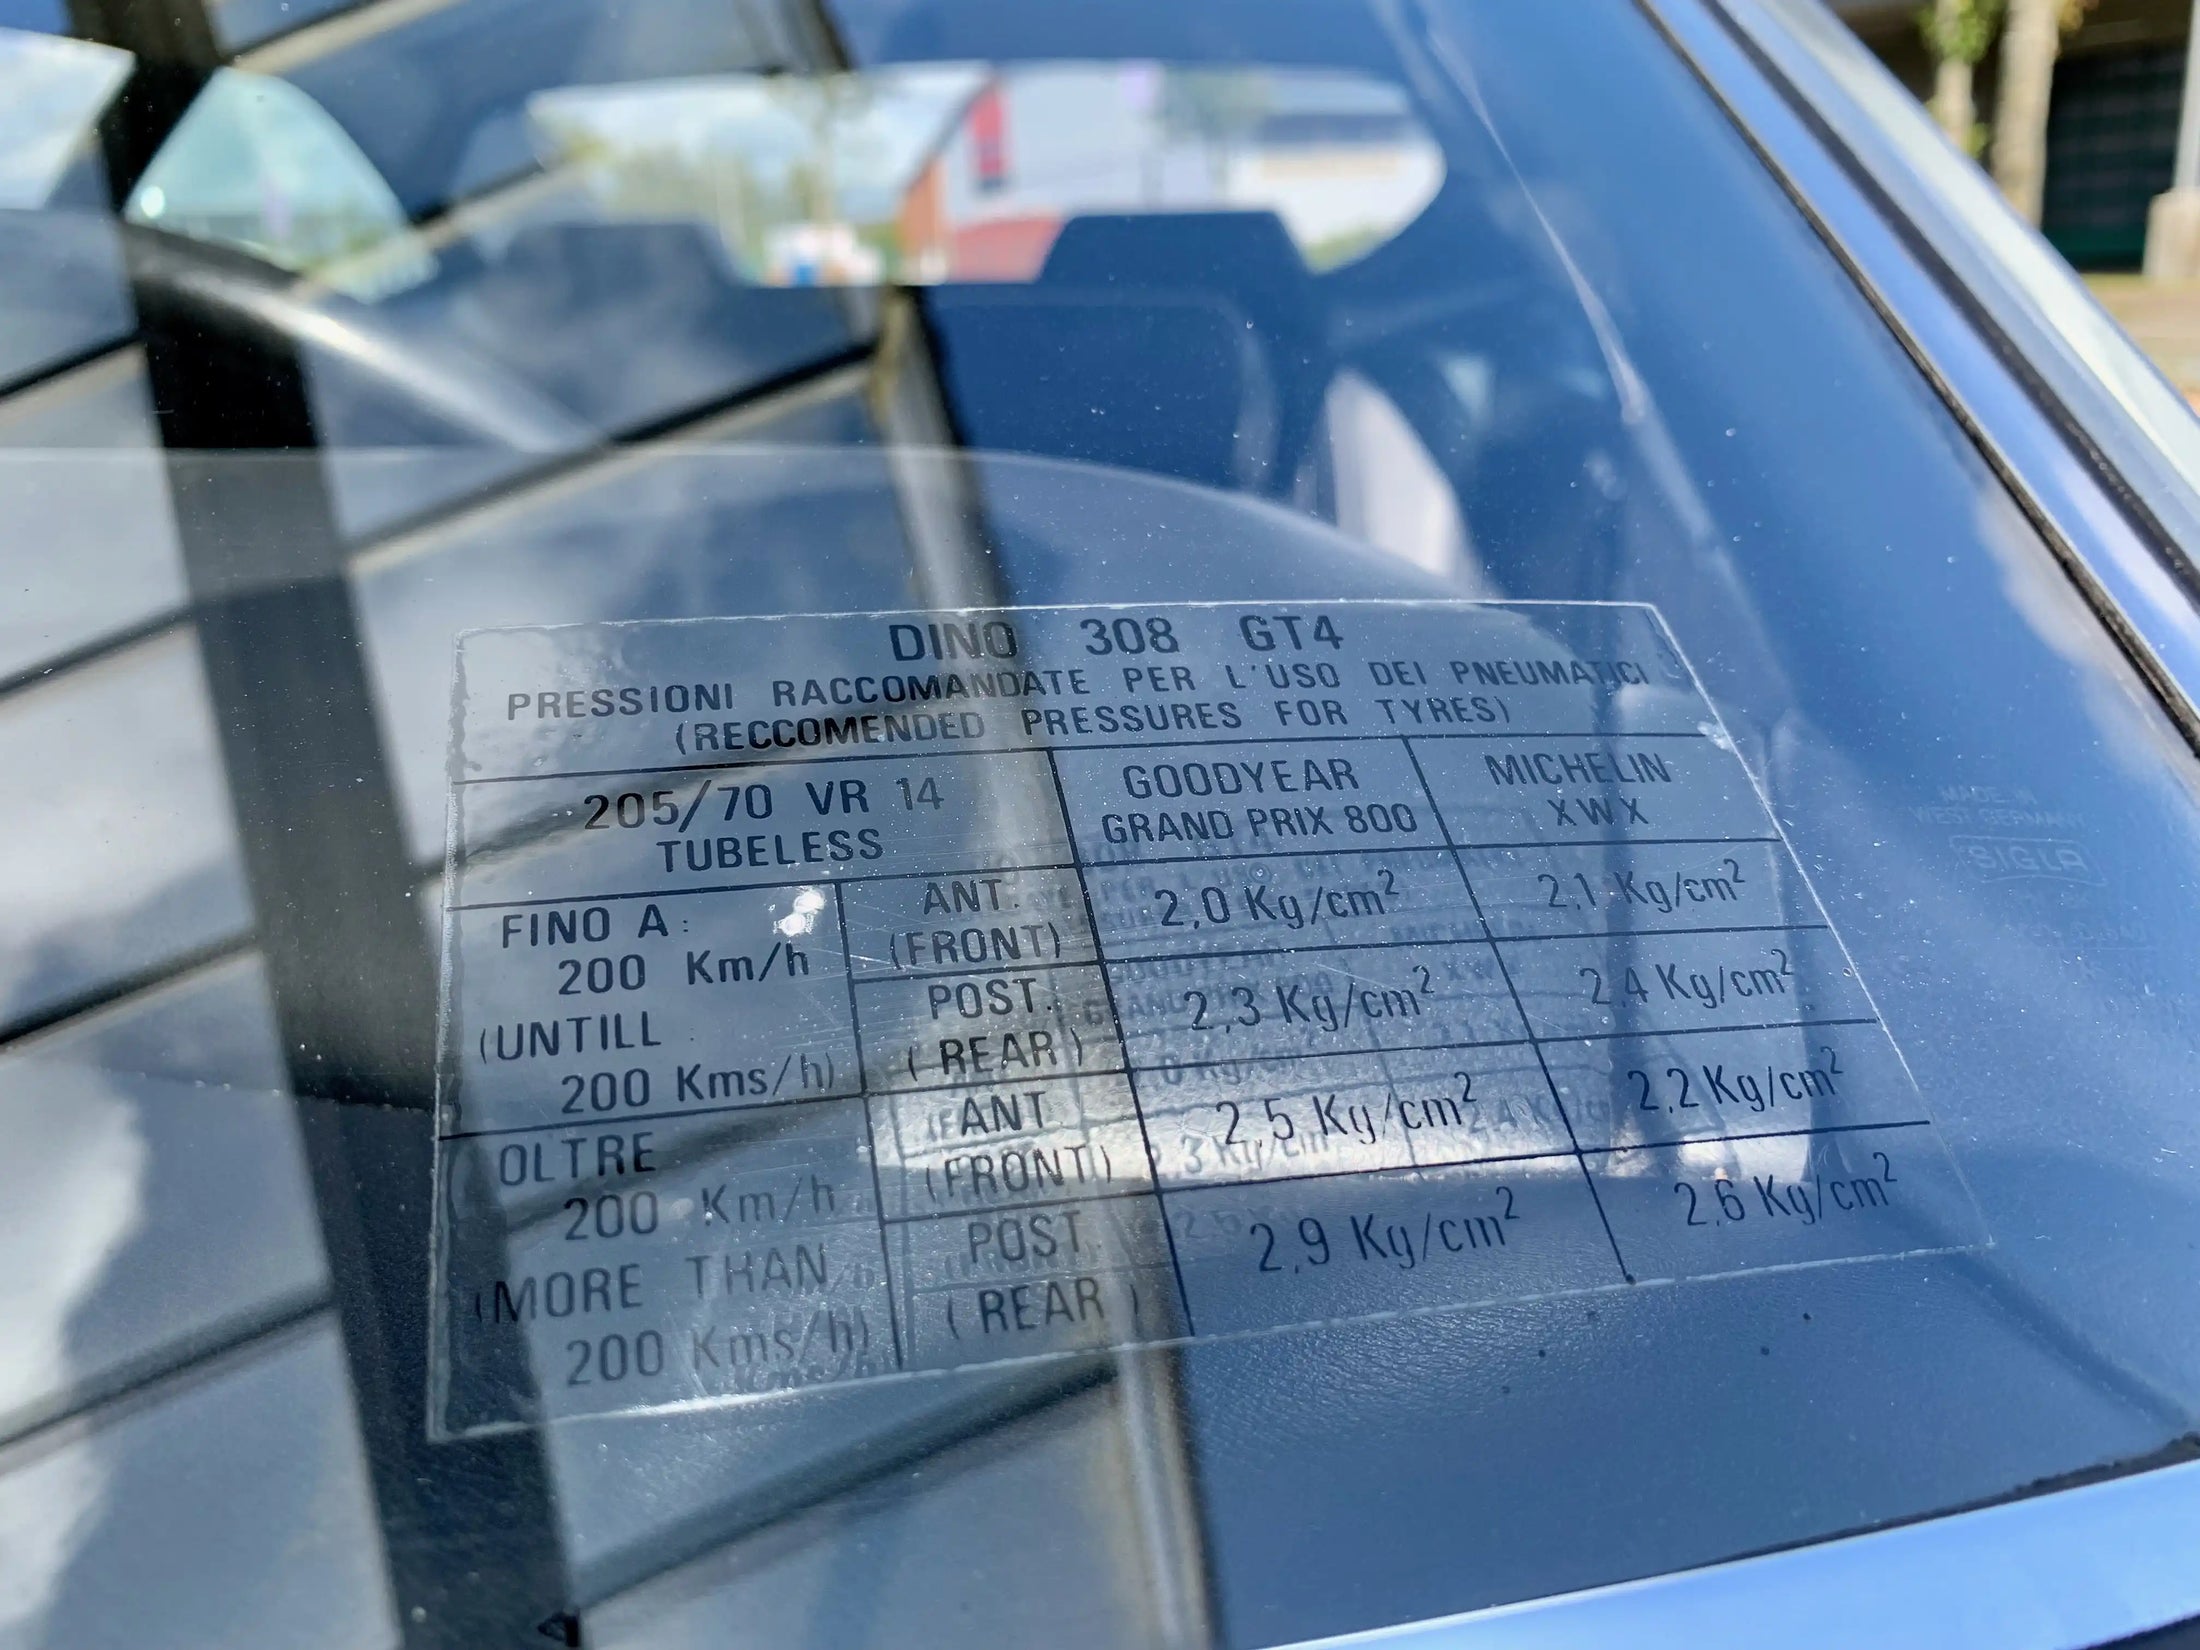 DINO 308 GT4
PRESSIONI RACCOMANDATE PER L'USO DEI PNEUMATICI
(RECCOMENDED PRESSURES FOR TYRES)
205/70 VR 14
TUBELESS
GOODYEAR
GRAND PRIX 800
MICHELIN
XWX
FINO A:
200 Km/h
(UNTILL
200 Kms/h)
ANT.
(FRONT)
2,0 Kg/cm²
2,1 Kg/cm²
POST.
(REAR)
2,3 Kg/cm²
2,4 Kg/cm²
OLTRE
200 Km/h
(MORE THAN
200 Kms/h)
ANT.
(FRONT)
2,5 Kg/cm²
2,2 Kg/cm²
POST.
(REAR)
2,9 Kg/cm²
2,6 Kg/cm²
MADE IN
WEST GERMANY
SIGLA